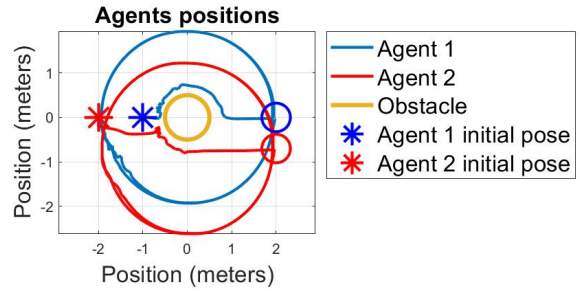 Agents positions
Position (meters)
1
0
-1
-2
-2
-1
0
1
2
Position (meters)
Agent 1
Agent 2
Obstacle
Agent 1 initial pose
Agent 2 initial pose